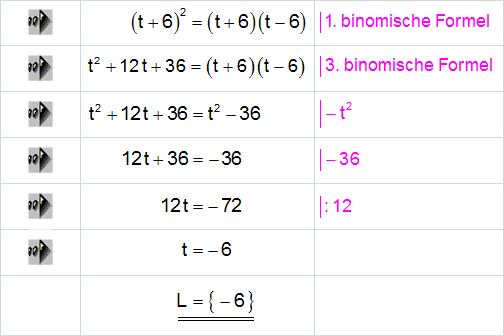 (t+6)² = (t+6)(t−6) |1. binomische Formel
t² +12t+36 = (t+6)(t−6) |3. binomische Formel
t² +12t+36 = t² −36 |−t²
12t+36 = −36 |−36
12t = −72 |: 12
t = −6
L = {−6}